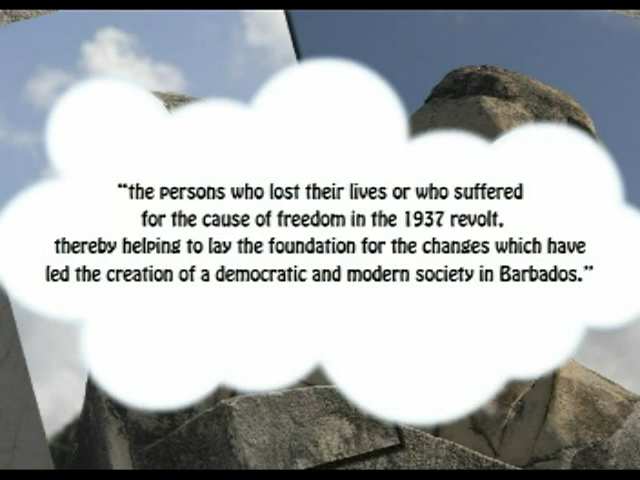 “the persons who lost their lives or who suffered
for the cause of freedom in the 1937 revolt,
thereby helping to lay the foundation for the changes which have
led the creation of a democratic and modern society in Barbados.”